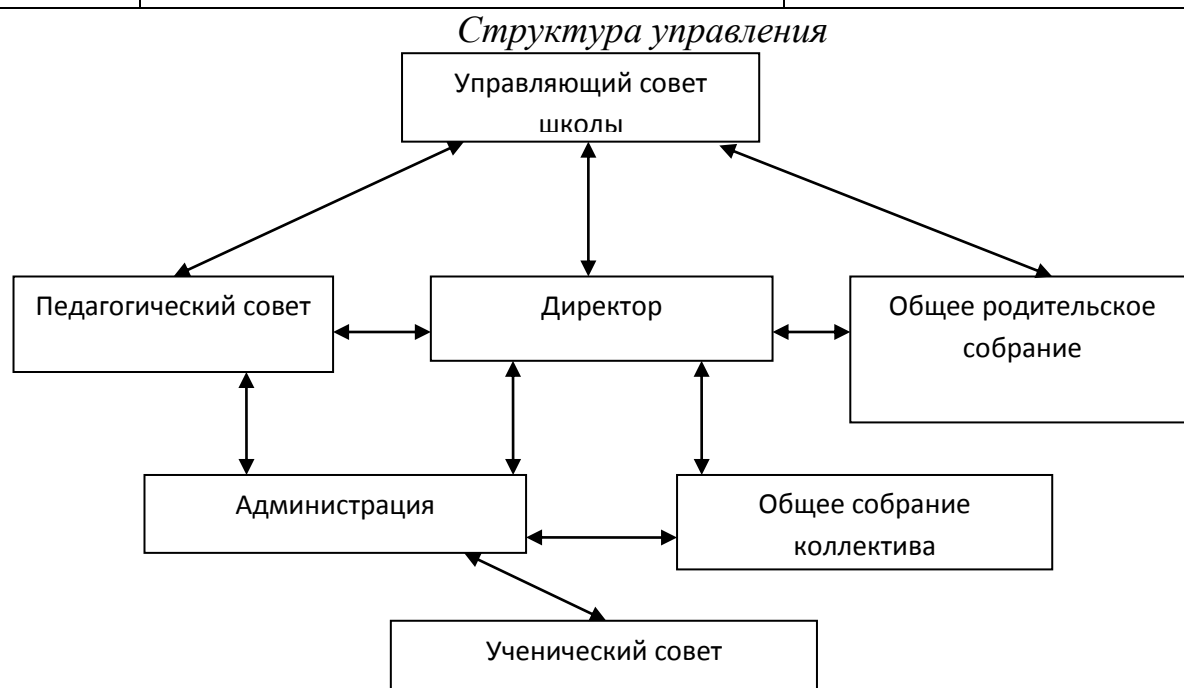 Структура управления
Управляющий совет
школы
Педагогический совет
Директор
Общее родительское
собрание
Администрация
Общее собрание
коллектива
Ученический совет